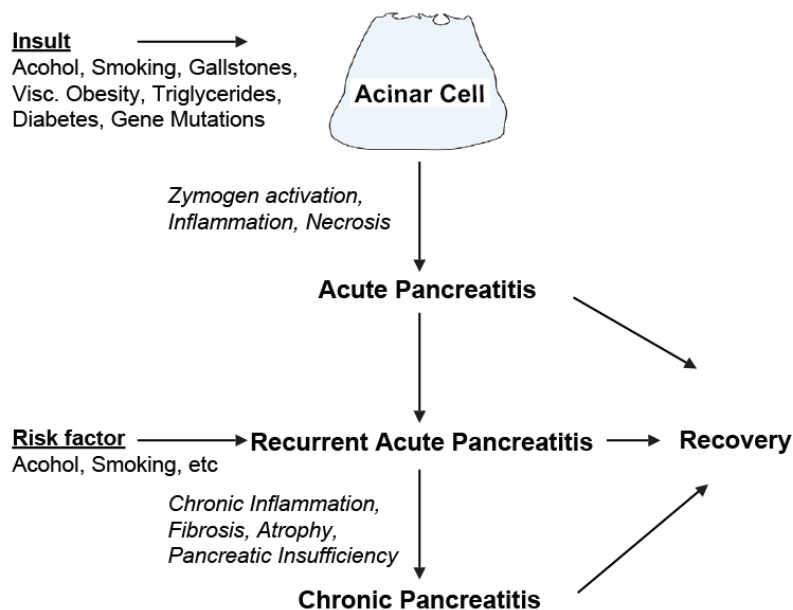 Insult
Acohol, Smoking, Gallstones,
Visc. Obesity, Triglycerides,
Diabetes, Gene Mutations
Acinar Cell
Zymogen activation,
Inflammation, Necrosis
Acute Pancreatitis
Risk factor
Acohol, Smoking, etc
Recurrent Acute Pancreatitis
Recovery
Chronic Inflammation,
Fibrosis, Atrophy,
Pancreatic Insufficiency
Chronic Pancreatitis